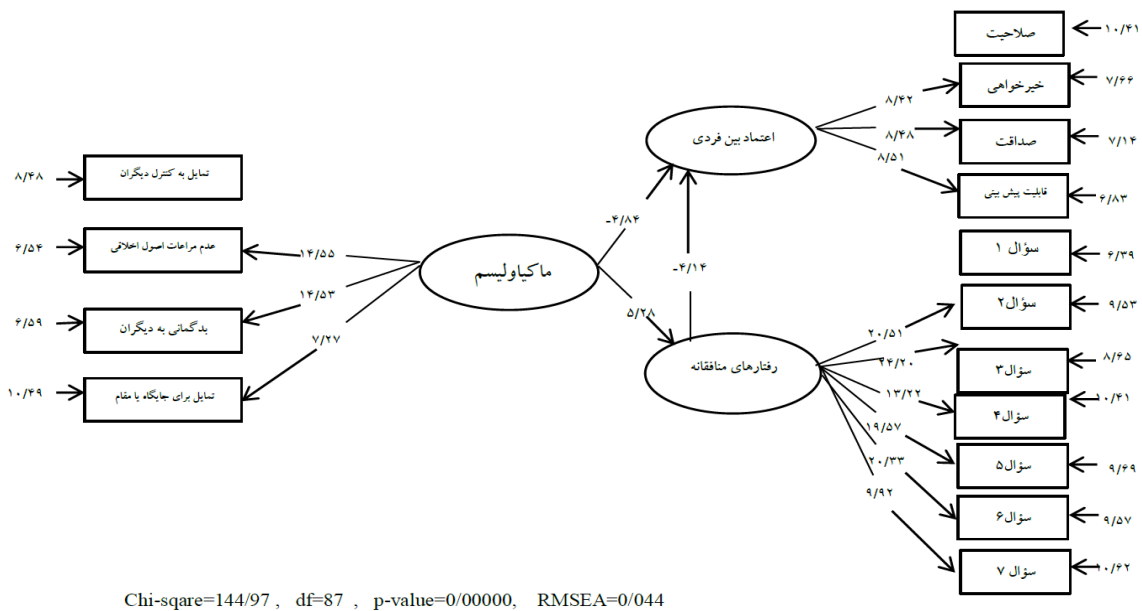 صلاحیت
۱۰/۴۱
خیرخواهی
۷/۶۶
۸/۴۲
اعتماد بین فردی
۸/۴۸
صداقت
۷/۱۴
۸/۵۱
قابلیت پیش بینی
۶/۸۳
تمایل به کنترل دیگران
۸/۴۸
-۴/۸۴
سؤال ۱
۶/۳۹
عدم مراعات اصول اخلاقی
۶/۵۴
۱۴/۵۵
ماکیاولیسم
-۴/۱۴
سؤال۲
۹/۵۳
۱۴/۵۳
بدگمانی به دیگران
۶/۵۹
۵/۲۸
۲۰/۵۱
۷/۲۷
۲۴/۲۰
سؤال۳
۸/۶۵
رفتارهای منافقانه
تمایل برای جایگاه یا مقام
۱۰/۴۹
۱۳/۲۲
سؤال۴
۱۰/۴۱
۱۹/۵۷
سؤال۵
۹/۶۹
۲۰/۳۳
۹/۹۲
سؤال۶
۹/۵۷
سؤال ۷
۱۰/۶۲
Chi-sqare=144/97 , df=87 , p-value=0/00000, RMSEA=0/044